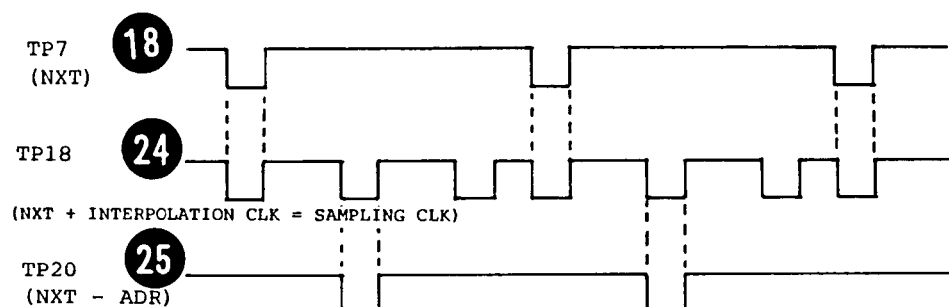 TP7 18
(NXT)
TP18 24
(NXT + INTERPOLATION CLK = SAMPLING CLK)
TP20 25
(NXT - ADR)